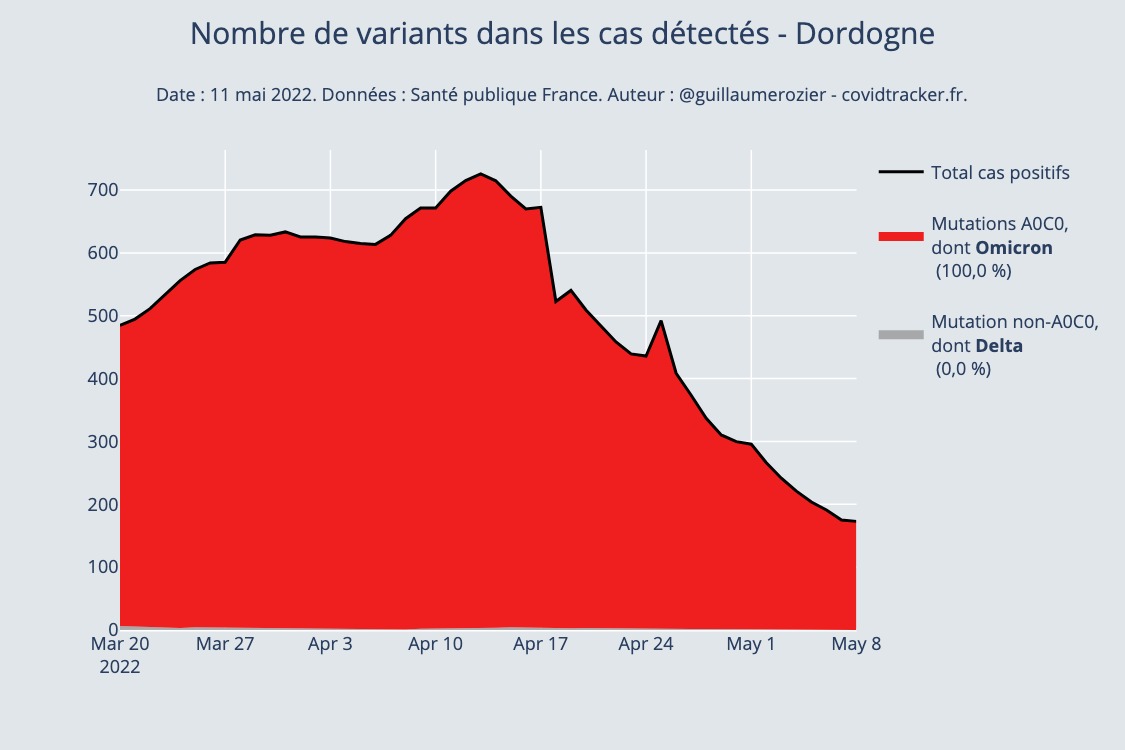 Nombre de variants dans les cas détectés - Dordogne
Date : 11 mai 2022. Données : Santé publique France. Auteur : @guillaumerozier - covidtracker.fr.
700
600
500
400
300
200
100
0
Mar 20
2022
Mar 27
Apr 3
Apr 10
Apr 17
Apr 24
May 1
May 8
Total cas positifs
Mutations A0C0,
dont Omicron
(100,0 %)
Mutation non-A0C0,
dont Delta
(0,0 %)